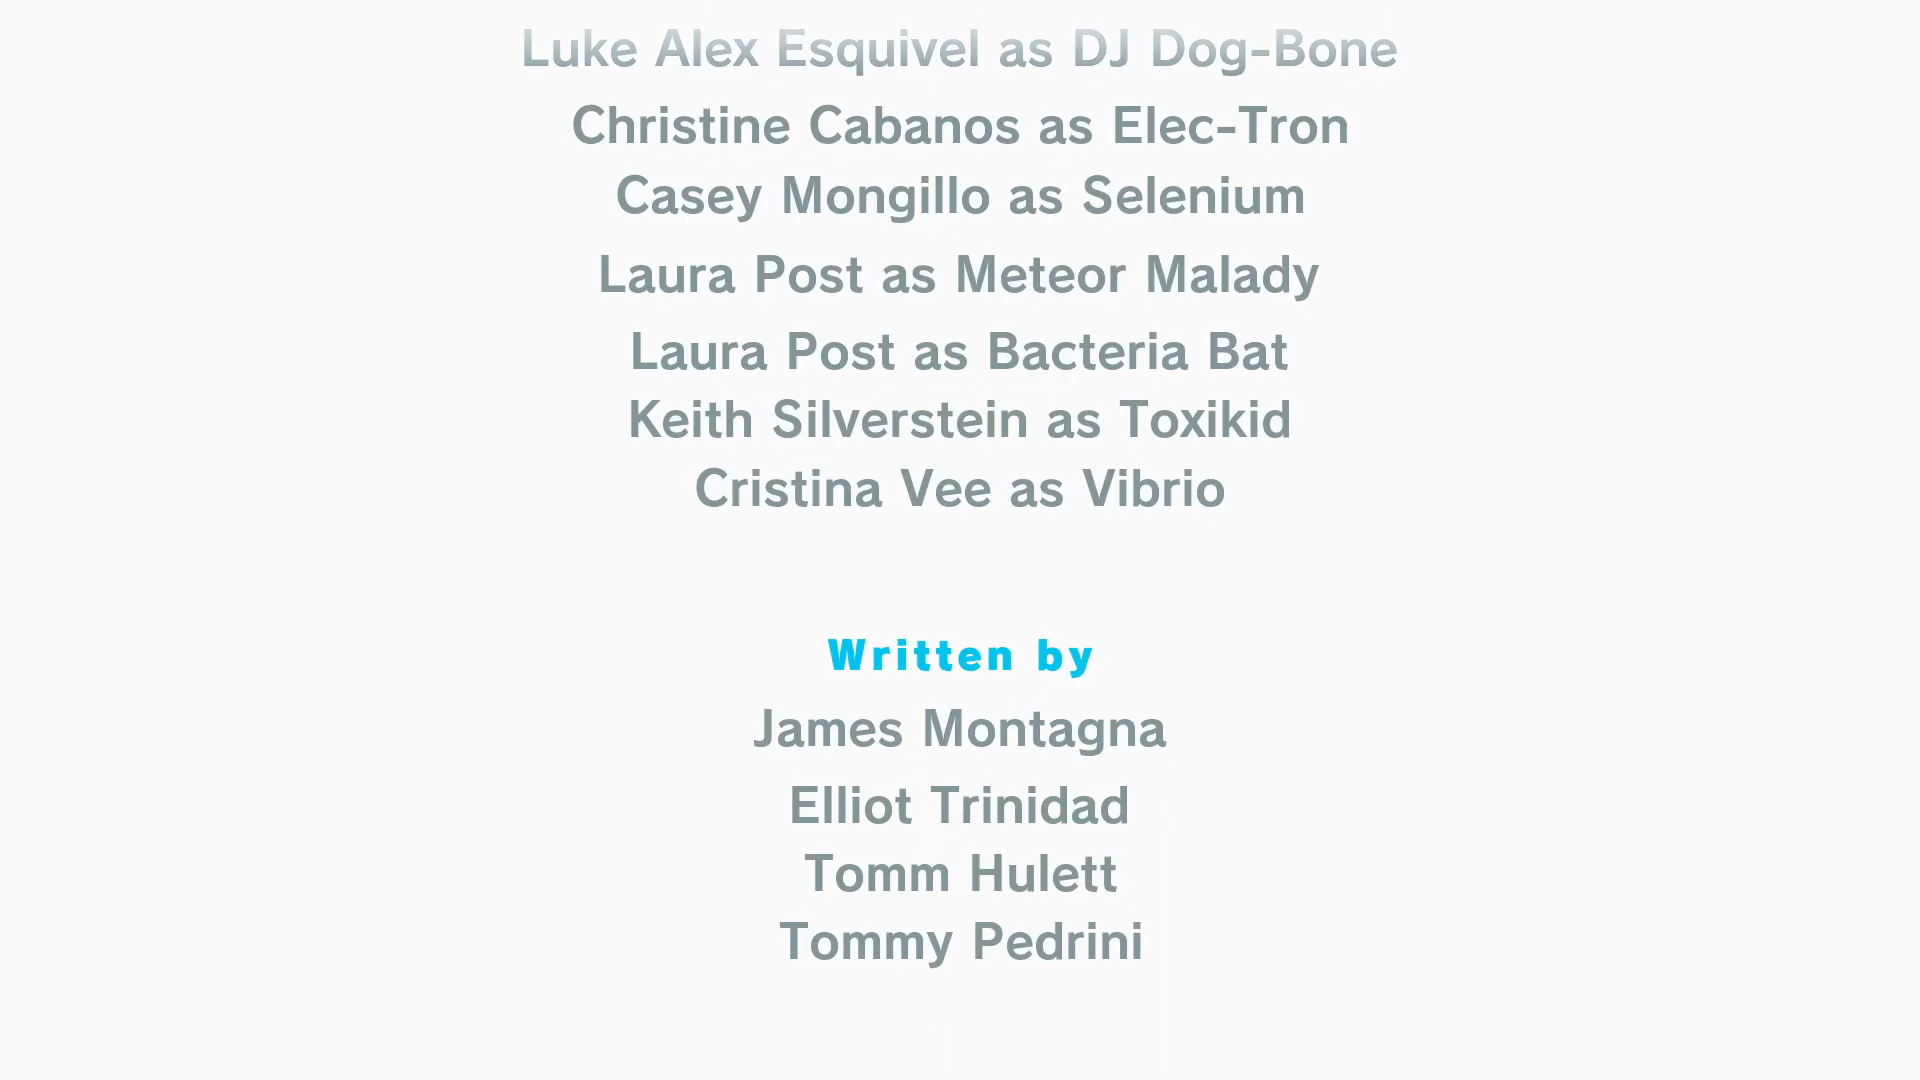 Luke Alex Esquivel as DJ Dog-Bone
Christine Cabanos as Elec-Tron
Casey Mongillo as Selenium
Laura Post as Meteor Malady
Laura Post as Bacteria Bat
Keith Silverstein as Toxikid
Cristina Vee as Vibrio
Written by
James Montagna
Elliot Trinidad
Tomm Hulett
Tommy Pedrini